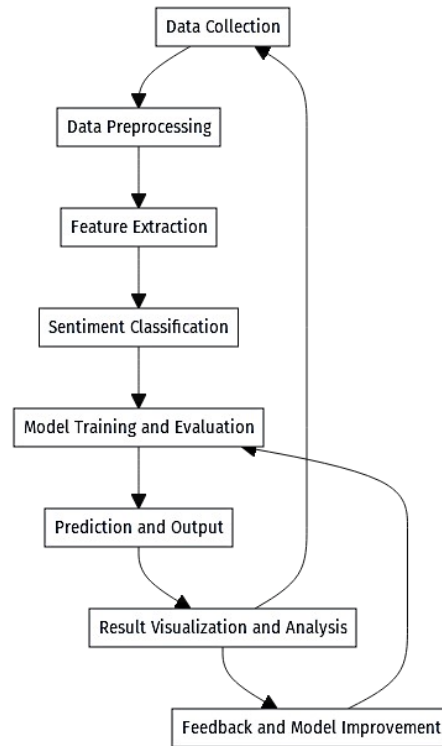 Data Collection
Data Preprocessing
Feature Extraction
Sentiment Classification
Model Training and Evaluation
Prediction and Output
Result Visualization and Analysis
Feedback and Model Improvement